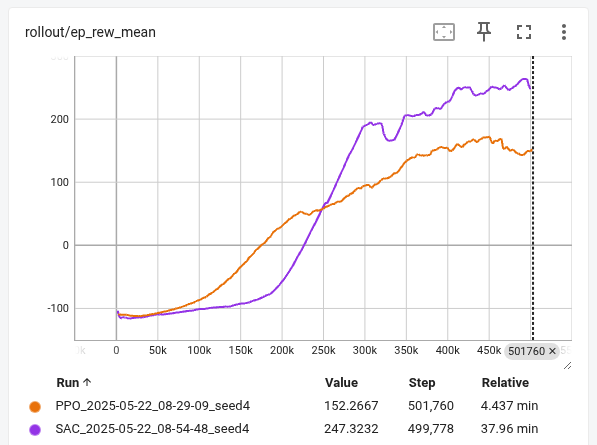 rollout/ep_rew_mean
200
100
0
-100
0 50k 100k 150k 200k 250k 300k 350k 400k 450k 501760 ✕
Run ↑ Value Step Relative
PPO_2025-05-22_08-29-09_seed4 152.2667 501,760 4.437 min
SAC_2025-05-22_08-54-48_seed4 247.3232 499,778 37.96 min